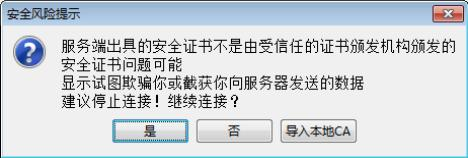 安全风险提示
服务端出具的安全证书不是由受信任的证书颁发机构颁发的
安全证书问题可能
显示试图欺骗你或截获你向服务器发送的数据
建议停止连接！继续连接？
是
否
导入本地CA